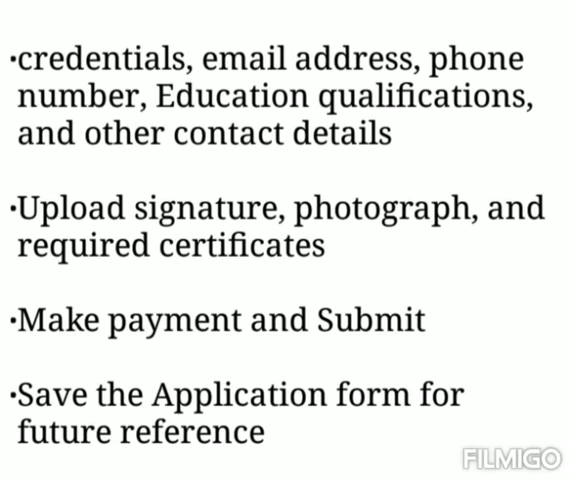 ·credentials, email address, phone
number, Education qualifications,
and other contact details
·Upload signature, photograph, and
required certificates
·Make payment and Submit
·Save the Application form for
future reference
FILMIGO